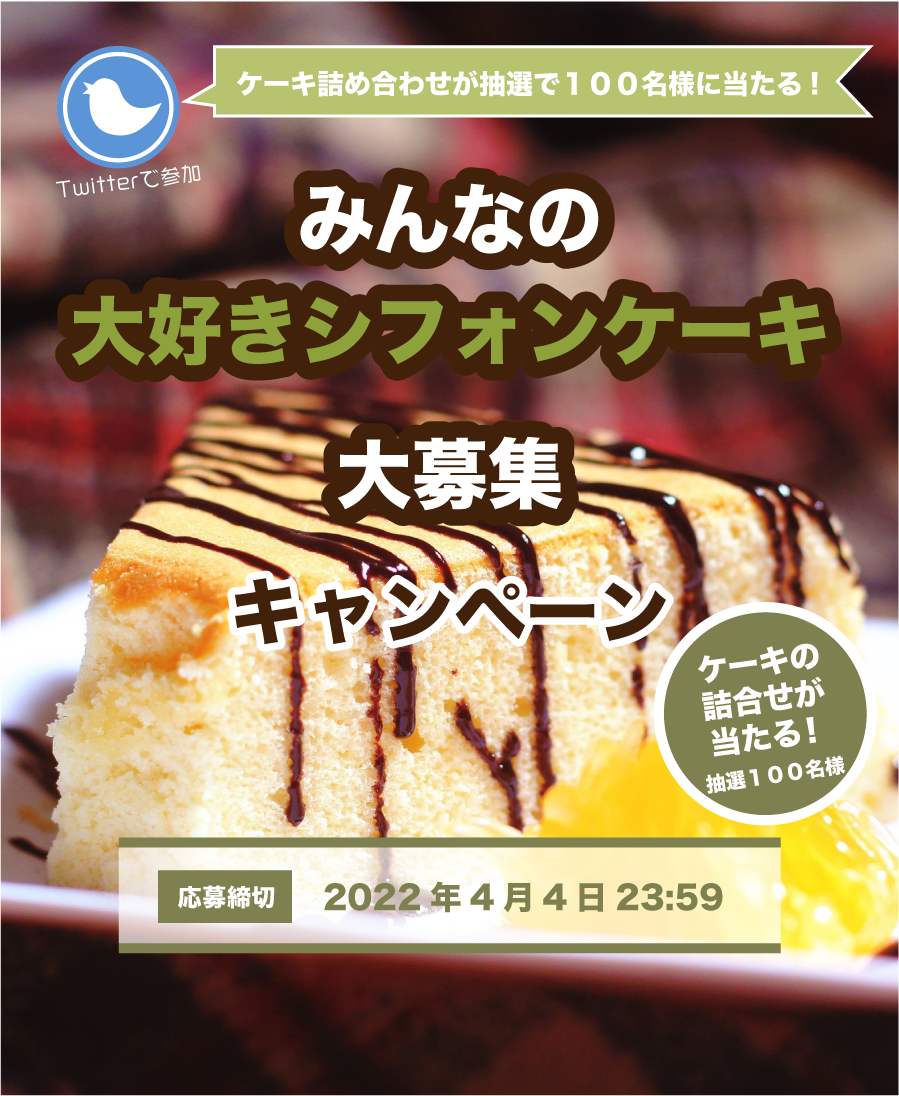 ケーキ詰め合わせが抽選で１００名様に当たる！
Twitterで参加
みんなの
大好きシフォンケーキ
大募集
キャンペーン
ケーキの
詰合せが
当たる！
抽選１００名様
応募締切 2022年4月4日23:59